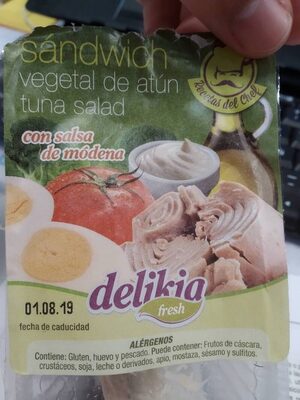 sándwich
vegetal de atún
tuna salad
Recetas del Chef
con salsa
de módena
delikia
fresh
01.08.19
fecha de caducidad
ALÉRGENOS
Contiene: Gluten, huevo y pescado. Puede contener: Frutos de cáscara,
crustáceos, soja, leche o derivados, apio, mostaza, sésamo y sulfitos.